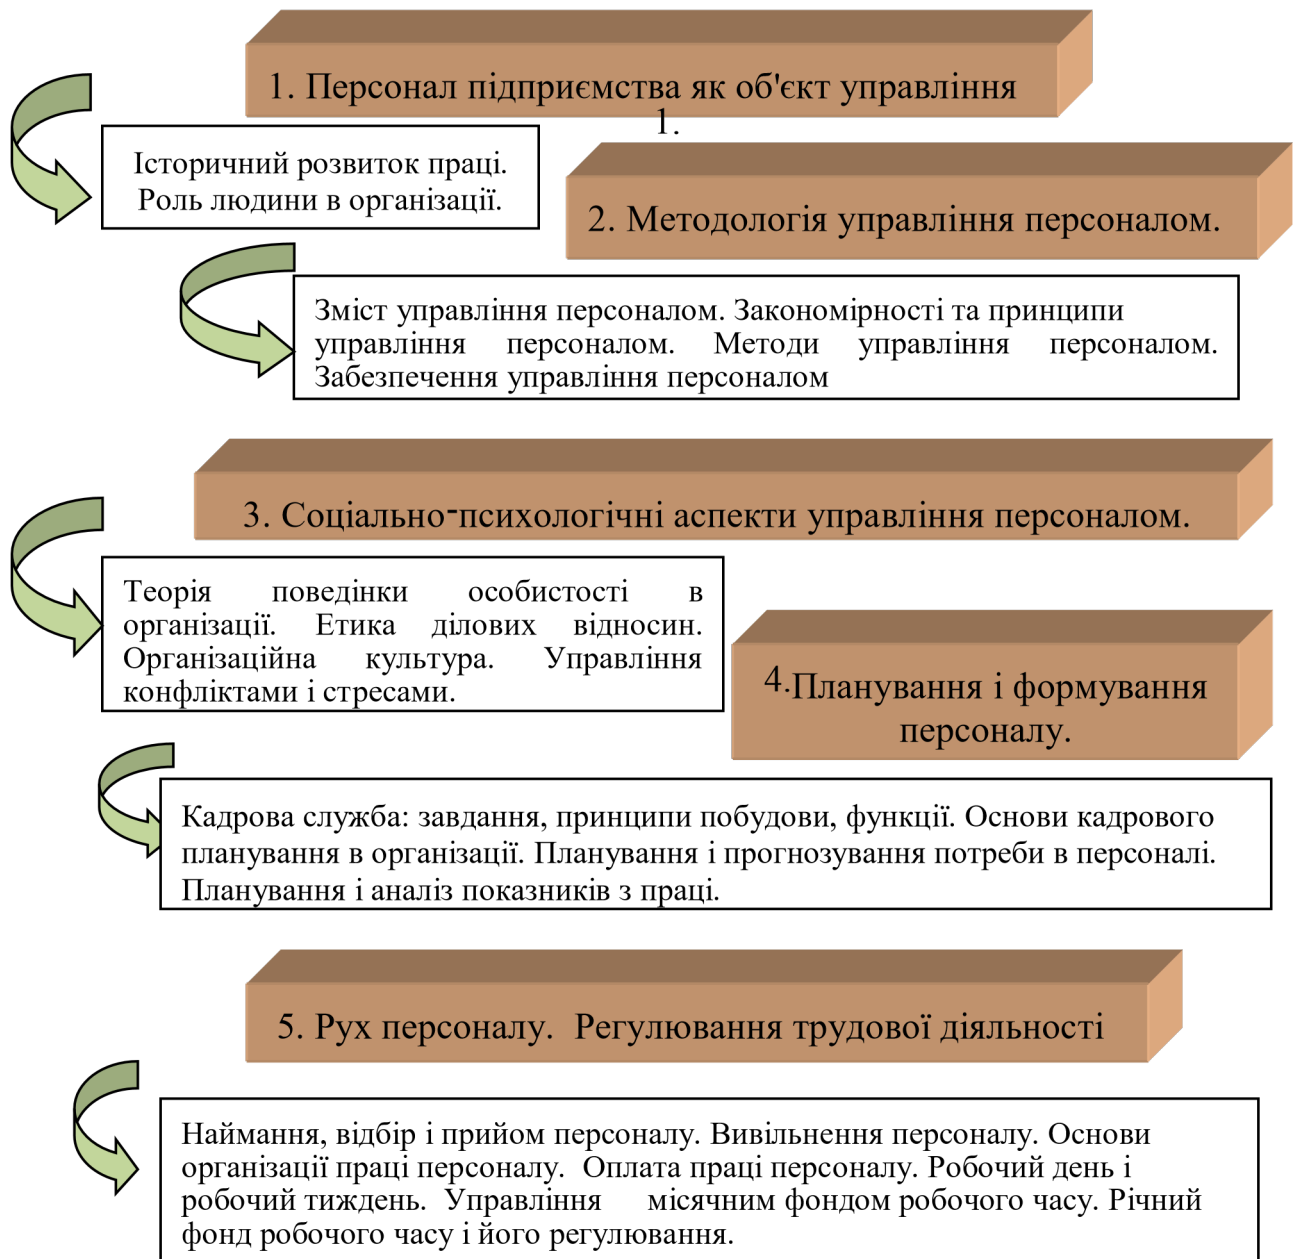 1. Персонал підприємства як об'єкт управління
1.
Історичний розвиток праці.
Роль людини в організації.
2. Методологія управління персоналом.
Зміст управління персоналом. Закономірності та принципи
управління персоналом. Методи управління персоналом.
Забезпечення управління персоналом
3. Соціально-психологічні аспекти управління персоналом.
Теорія поведінки особистості в
організації. Етика ділових відносин.
Організаційна культура. Управління
конфліктами і стресами.
4.Планування і формування
персоналу.
Кадрова служба: завдання, принципи побудови, функції. Основи кадрового
планування в організації. Планування і прогнозування потреби в персоналі.
Планування і аналіз показників з праці.
5. Рух персоналу. Регулювання трудової діяльності
Наймання, відбір і прийом персоналу. Вивільнення персоналу. Основи
організації праці персоналу. Оплата праці персоналу. Робочий день і
робочий тиждень. Управління місячним фондом робочого часу. Річний
фонд робочого часу і його регулювання.